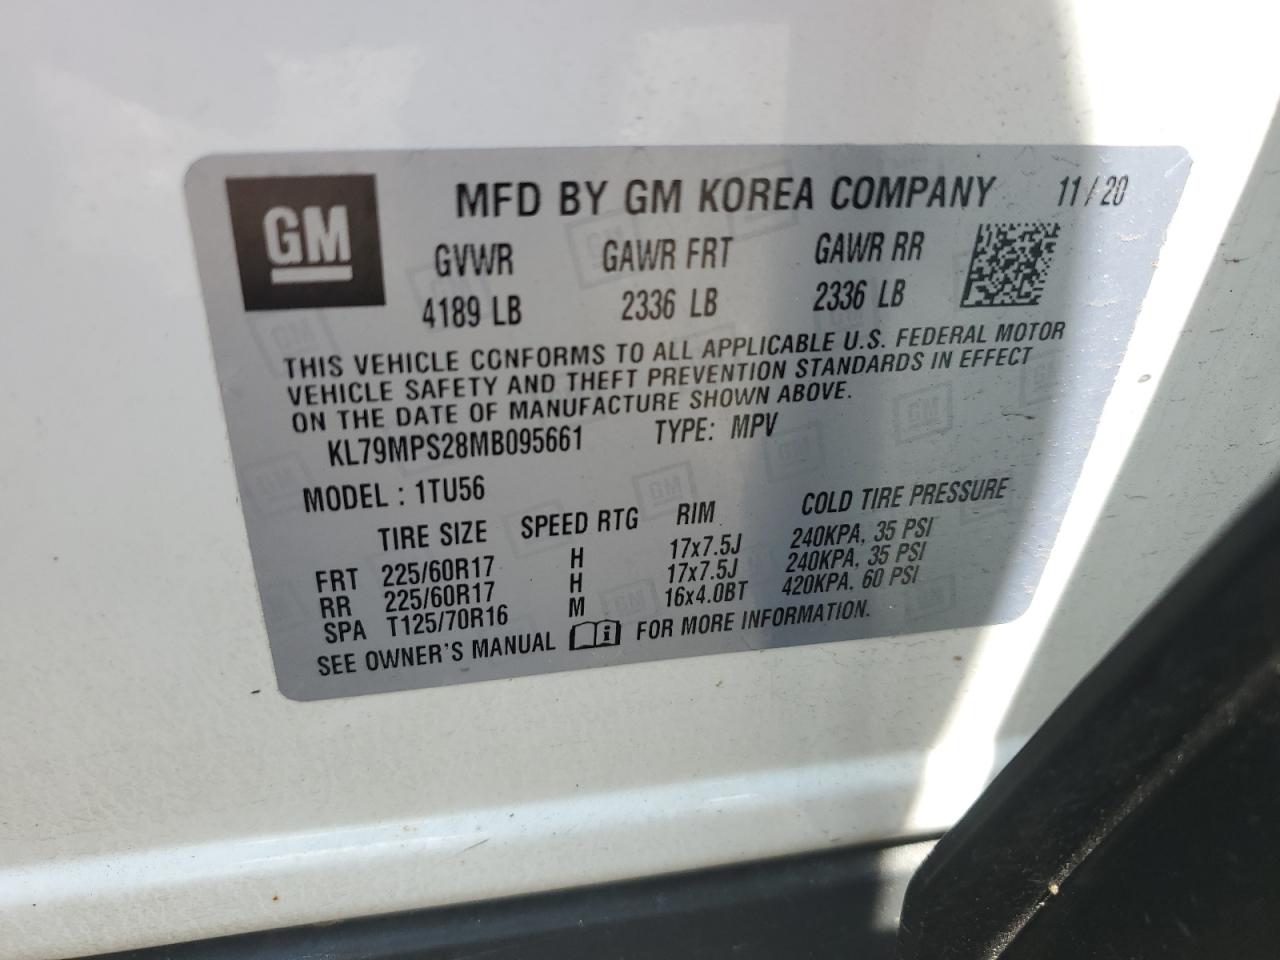 GM
MFD BY GM KOREA COMPANY 11/20
GVWR GAWR FRT GAWR RR
4189 LB 2336 LB 2336 LB
THIS VEHICLE CONFORMS TO ALL APPLICABLE U.S. FEDERAL MOTOR
VEHICLE SAFETY AND THEFT PREVENTION STANDARDS IN EFFECT
ON THE DATE OF MANUFACTURE SHOWN ABOVE.
KL79MPS28MB095661 TYPE: MPV
MODEL : 1TU56
TIRE SIZE SPEED RTG RIM COLD TIRE PRESSURE
FRT 225/60R17 H 17x7.5J 240KPA, 35 PSI
RR 225/60R17 H 17x7.5J 240KPA, 35 PSI
SPA T125/70R16 M 16x4.0BT 420KPA. 60 PSI
SEE OWNER'S MANUAL FOR MORE INFORMATION.